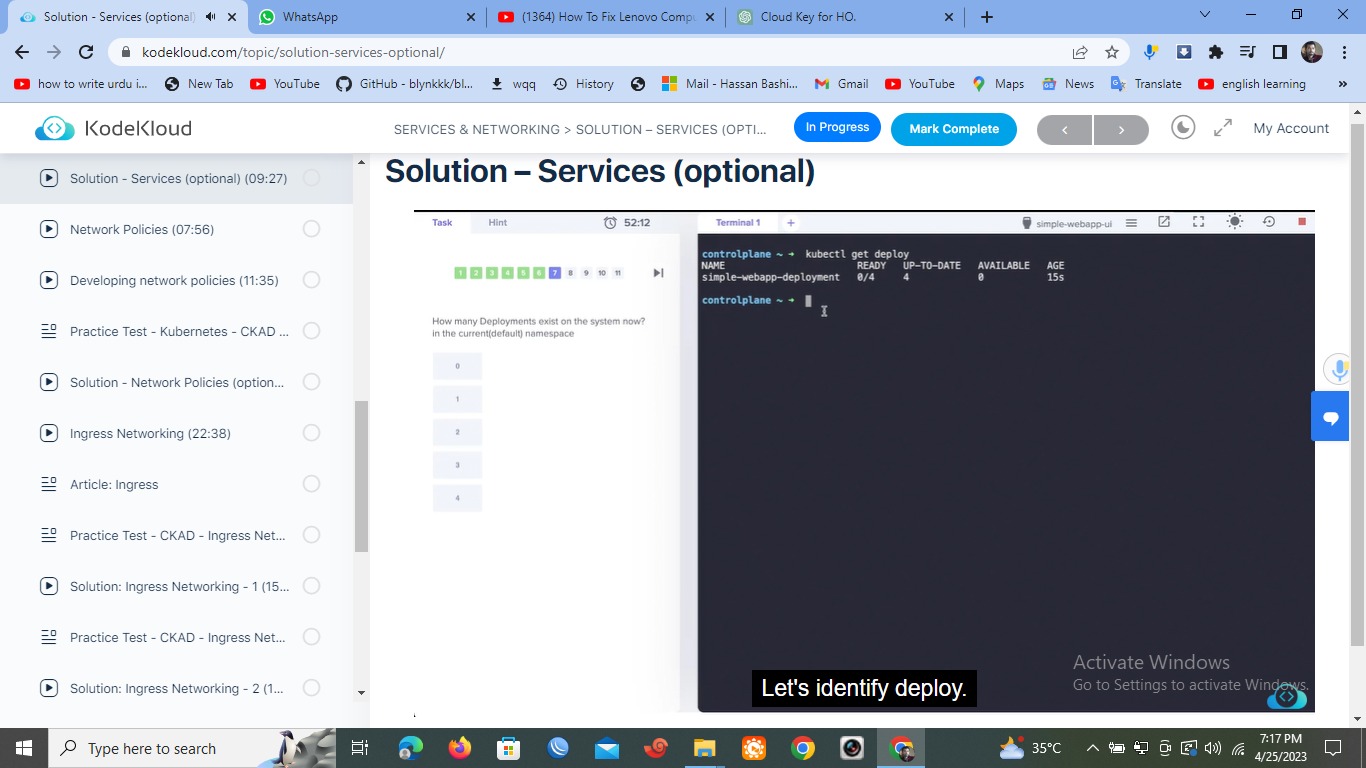 Solution - Services (optional)
WhatsApp
(1364) How To Fix Lenovo Compu
Cloud Key for HO.
kodekloud.com/topic/solution-services-optional/
how to write urdu i...
New Tab
YouTube
GitHub - blynkkk/bl...
wqq
History
Mail - Hassan Bashi...
Gmail
YouTube
Maps
News
Translate
english learning
»
KodeKloud
SERVICES & NETWORKING > SOLUTION – SERVICES (OPTI...
In Progress
Mark Complete
<
>
My Account
Solution - Services (optional) (09:27)
Network Policies (07:56)
Developing network policies (11:35)
Practice Test - Kubernetes - CKAD ...
Solution - Network Policies (option...
Ingress Networking (22:38)
Article: Ingress
Practice Test - CKAD - Ingress Net...
Solution: Ingress Networking - 1 (15...
Practice Test - CKAD - Ingress Net...
Solution: Ingress Networking - 2 (1...
Solution – Services (optional)
Task
Hint
52:12
Terminal 1
+
simple-webapp-ui
1 2 3 4 5 6 7 8 9 10 11
How many Deployments exist on the system now?
in the current(default) namespace
0
1
2
3
4
controlplane ~ ➜ kubectl get deploy
NAME READY UP-TO-DATE AVAILABLE AGE
simple-webapp-deployment 0/4 4 0 15s
controlplane ~ ➜
Let's identify deploy.
Activate Windows
Go to Settings to activate Windows.
Type here to search
35°C
7:17 PM
4/25/2023